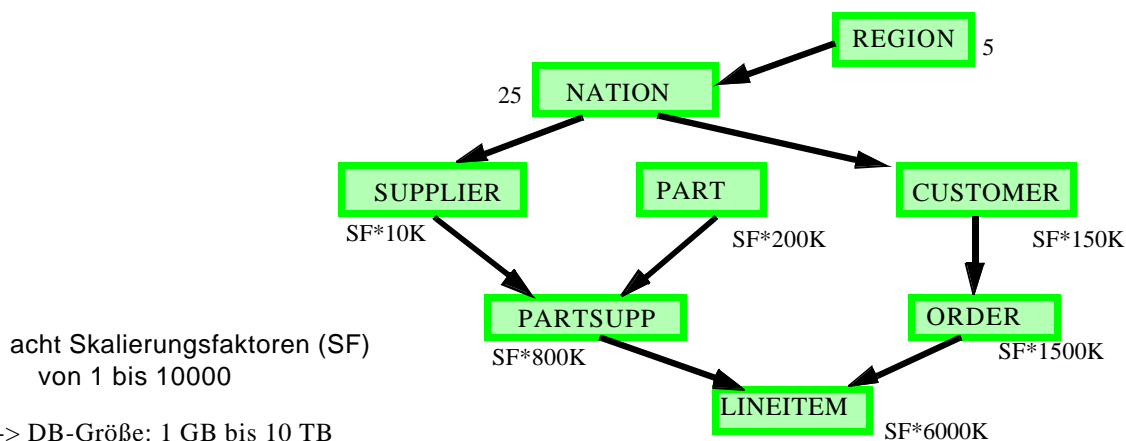 REGION
5
25
NATION
SUPPLIER
PART
CUSTOMER
SF*10K
SF*200K
SF*150K
PARTSUPP
ORDER
SF*800K
SF*1500K
acht Skalierungsfaktoren (SF)
von 1 bis 10000
LINEITEM
SF*6000K
-> DB-Größe: 1 GB bis 10 TB